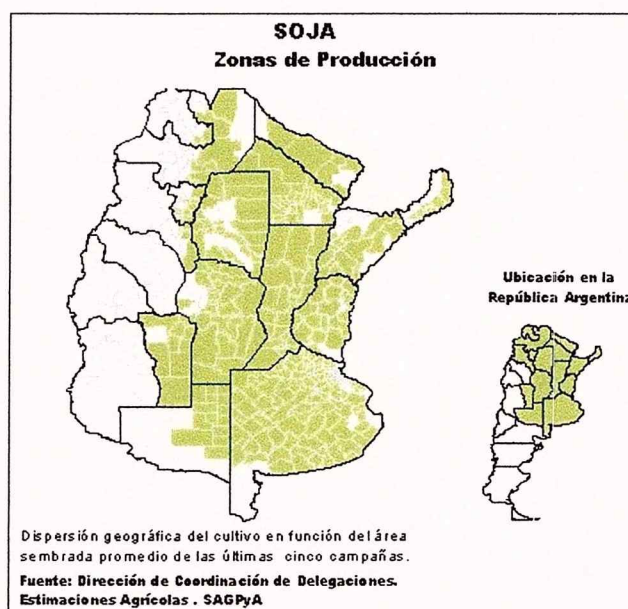 SOJA
Zonas de Producción
Ubicación en la
República Argentina
Dispersión geográfica del cultivo en función del área
sembrada promedio de las últimas cinco campañas.
Fuente: Dirección de Coordinación de Delegaciones.
Estimaciones Agrícolas . SAGPyA